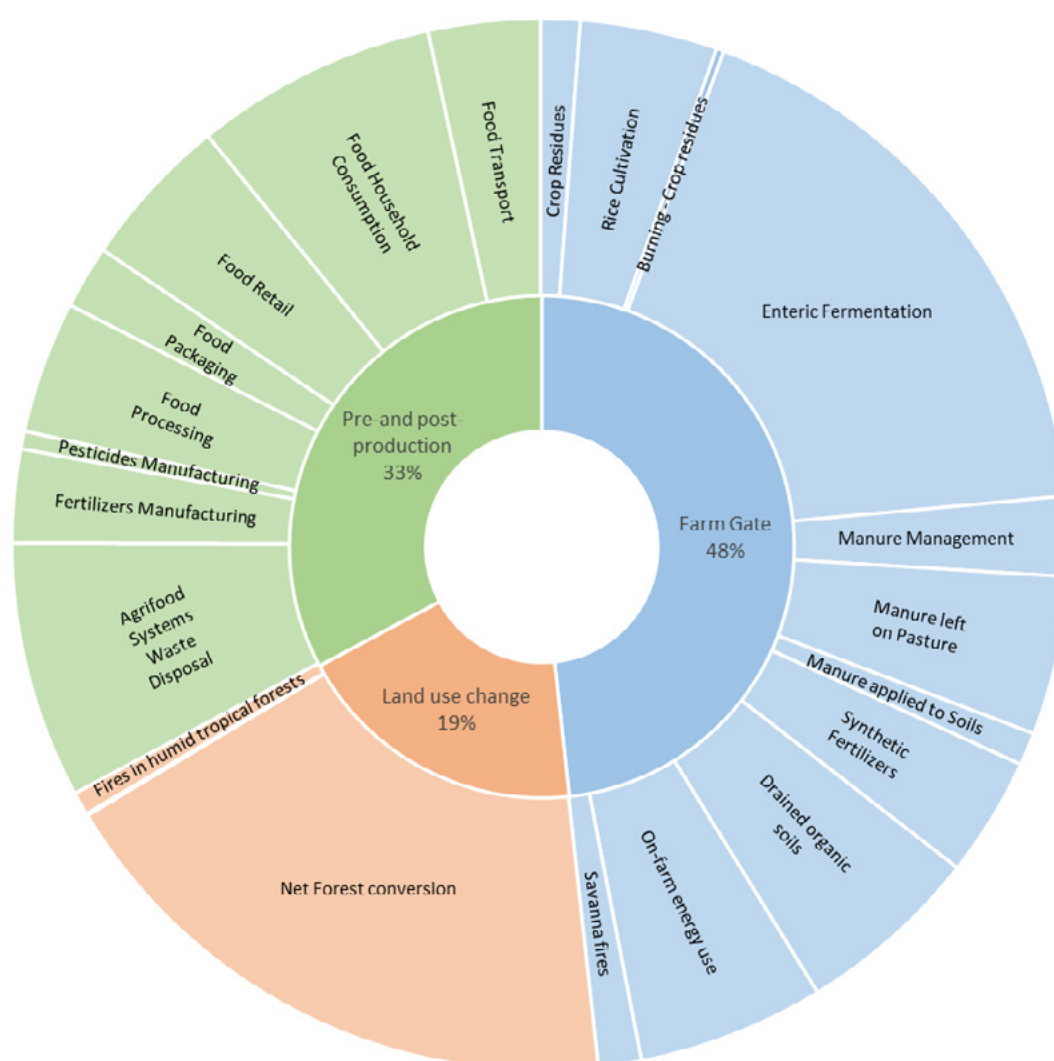 Crop Residues
Rice Cultivation
Burning - Crop residues
Enteric Fermentation
Manure Management
Manure left
on Pasture
Manure applied to Soils
Synthetic
Fertilizers
Drained organic
soils
On-farm energy use
Savanna fires
Net Forest conversion
Fires in humid tropical forests
Agrifood
Systems
Waste
Disposal
Fertilizers Manufacturing
Pesticides Manufacturing
Food
Processing
Food
Packaging
Food Retail
Food Household
Consumption
Food Transport
Pre-and post-
production
33%
Farm Gate
48%
Land use change
19%